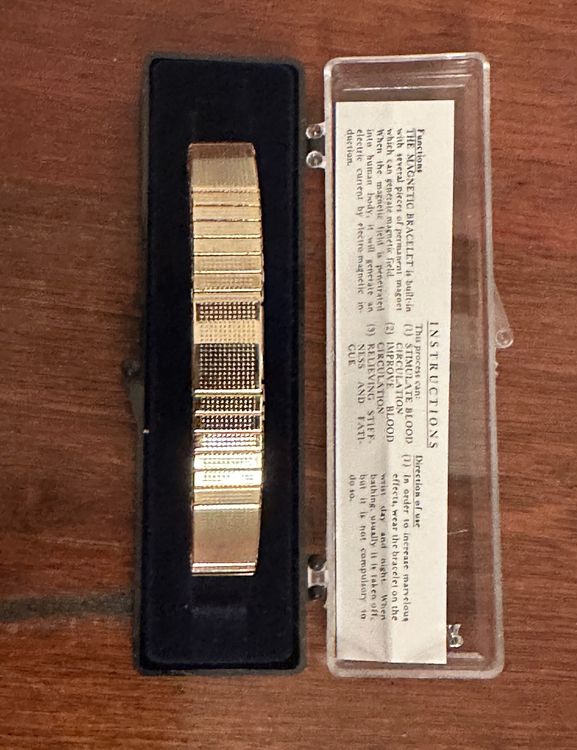 INSTRUCTIONS
Functions
THE MAGNETIC BRACELET is built-in
with several pieces of permanent magnet
which can generate magnetic field.
When the magnetic field is penetrated
into human body, it will generate an
electric current by electro-magnetic in-
duction.
This process can:
(1) STIMULATE BLOOD
CIRCULATION
(2) IMPROVE BLOOD
CIRCULATION
(3) RELIEVING STIFF-
NESS AND FATI-
GUE
Direction of use
(1) In order to increase marvelous
effects, wear the bracelet on the
wrist day and night. When
bathing, usually it is taken off,
but it is not compulsory to
do so.